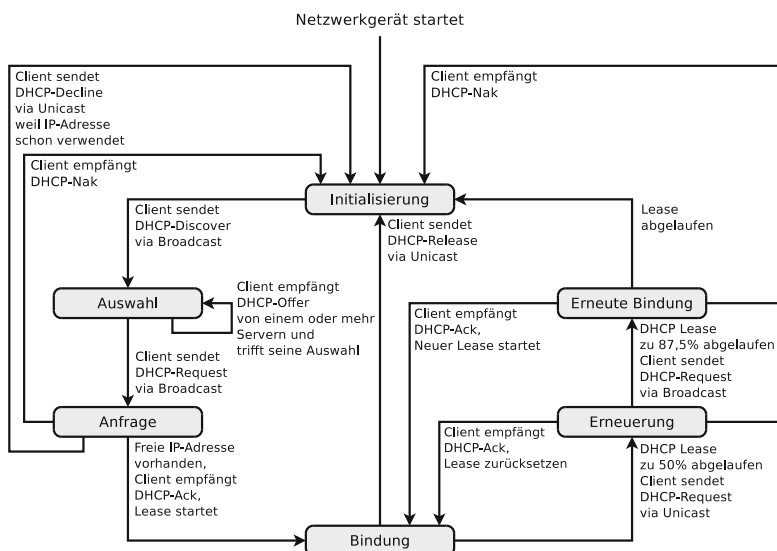 Netzwerkgerät startet
Client sendet
DHCP-Decline
via Unicast
weil IP-Adresse
schon verwendet
Client empfängt
DHCP-Nak
Client empfängt
DHCP-Nak
Initialisierung
Client sendet
DHCP-Discover
via Broadcast
Client sendet
DHCP-Release
via Unicast
Lease
abgelaufen
Auswahl
Client empfängt
DHCP-Offer
von einem oder mehr
Servern und
trifft seine Auswahl
Erneute Bindung
Client empfängt
DHCP-Ack,
Neuer Lease startet
Client sendet
DHCP-Request
via Broadcast
DHCP Lease
zu 87,5% abgelaufen
Client sendet
DHCP-Request
via Broadcast
Anfrage
Erneuerung
Freie IP-Adresse
vorhanden,
Client empfängt
DHCP-Ack,
Lease startet
Client empfängt
DHCP-Ack,
Lease zurücksetzen
DHCP Lease
zu 50% abgelaufen
Client sendet
DHCP-Request
via Unicast
Bindung